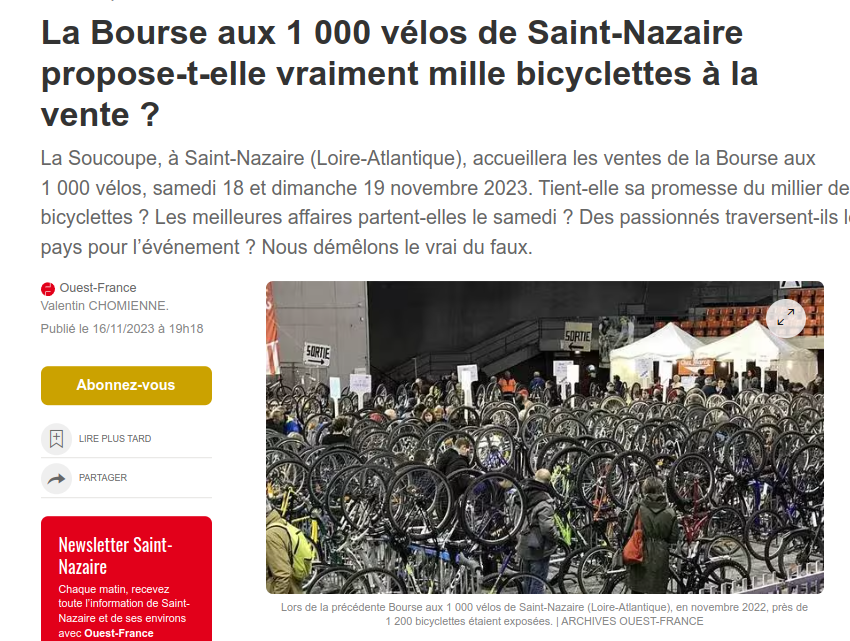 La Bourse aux 1 000 vélos de Saint-Nazaire
propose-t-elle vraiment mille bicyclettes à la
vente ?
La Soucoupe, à Saint-Nazaire (Loire-Atlantique), accueillera les ventes de la Bourse aux
1 000 vélos, samedi 18 et dimanche 19 novembre 2023. Tient-elle sa promesse du millier de
bicyclettes ? Les meilleures affaires partent-elles le samedi ? Des passionnés traversent-ils
pays pour l’événement ? Nous démêlons le vrai du faux.
Ouest-France
Valentin CHOMIENNE.
Publié le 16/11/2023 à 19h18
Abonnez-vous
LIRE PLUS TARD
PARTAGER
Newsletter Saint-
Nazaire
Chaque matin, recevez
toute l'information de Saint-
Nazaire et de ses environs
avec Ouest-France
SORTIE
SORTIE
Lors de la précédente Bourse aux 1 000 vélos de Saint-Nazaire (Loire-Atlantique), en novembre 2022, près de
1 200 bicyclettes étaient exposées. | ARCHIVES OUEST-FRANCE